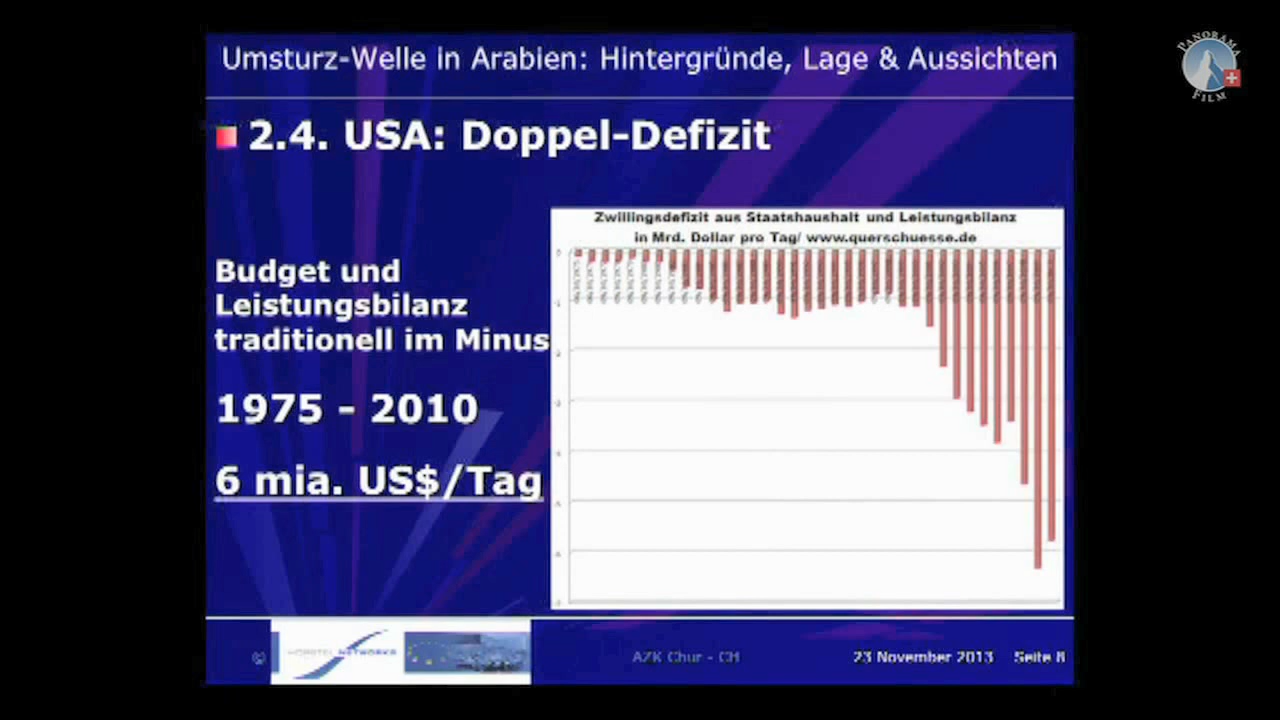 Umsturz-Welle in Arabien: Hintergründe, Lage & Aussichten
PANORAMA
FILM
2.4. USA: Doppel-Defizit
Zwillingsdefizit aus Staatshaushalt und Leistungsbilanz
in Mrd. Dollar pro Tag/ www.querschuesse.de
Budget und
Leistungsbilanz
traditionell im Minus
1975 - 2010
6 mia. US$/Tag
© 
NETWORKS
AZK Chur - CH
23 November 2013
Seite 8